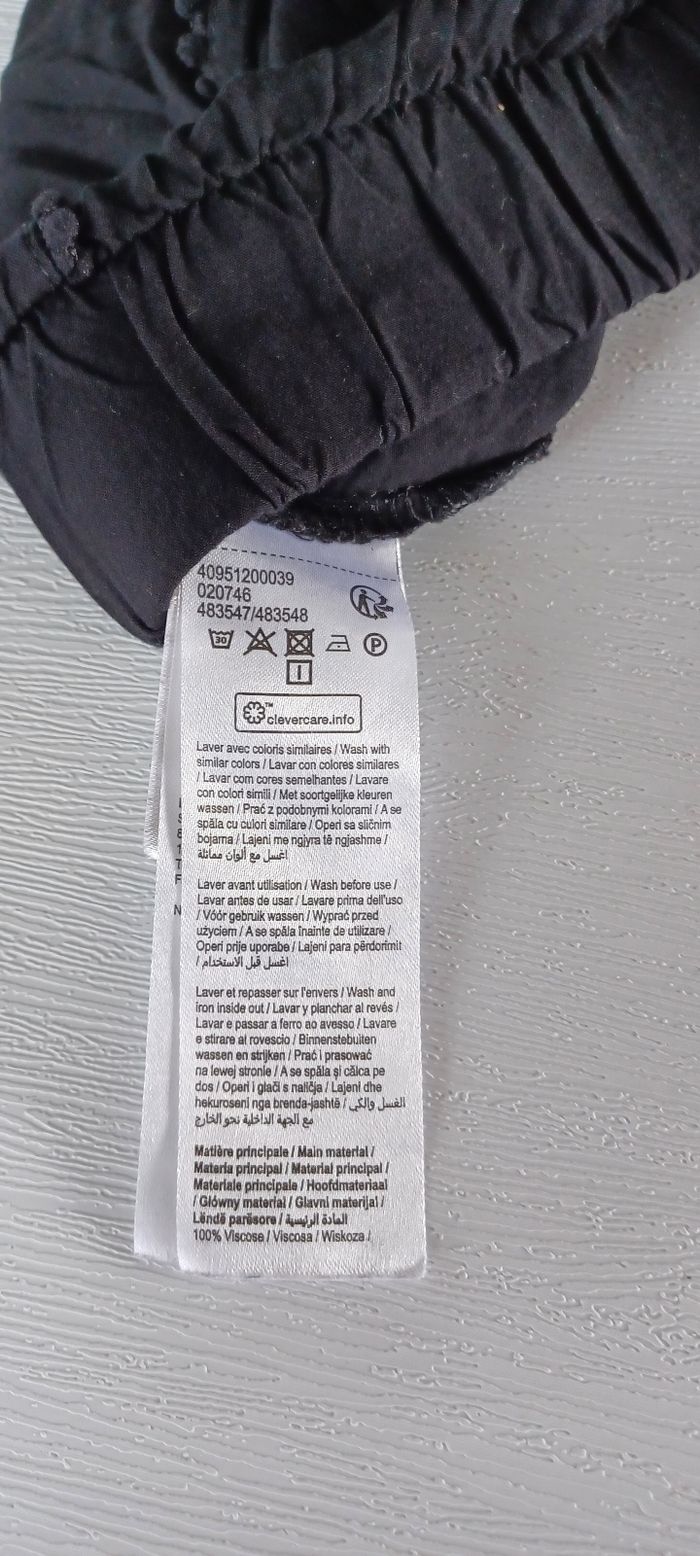 40951200039
020746
483547/483548
30
P
I
™
clevercare.info
Laver avec coloris similaires / Wash with
similar colors / Lavar con colores similares
/ Lavar com cores semelhantes / Lavare
con colori simili / Met soortgelijke kleuren
wassen / Prać z podobnymi kolorami / A se
spăla cu culori similare / Operi sa sličnim
bojama / Lajeni me ngjyra të ngjashme /
اغسل مع ألوان مماثلة
Laver avant utilisation / Wash before use /
Lavar antes de usar / Lavare prima dell'uso
/ Vóór gebruik wassen / Wyprać przed
użyciem / A se spăla înainte de utilizare /
Operi prije uporabe / Lajeni para përdorimit
/ اغسل قبل الاستخدام
Laver et repasser sur l'envers / Wash and
iron inside out / Lavar y planchar al revés /
Lavar e passar a ferro ao avesso / Lavare
e stirare al rovescio / Binnenstebuiten
wassen en strijken / Prać i prasować
na lewej stronie / A se spăla și călca pe
dos / Operi i glači s naličja / Lajeni dhe
hekuroseni nga brenda-jashtë / الغسل والكي
مع الجهة الداخلية نحو الخارج
Matière principale / Main material /
Materia principal / Material principal /
Materiale principale / Hoofdmateriaal
/ Główny materiał / Glavni materijal /
Lëndë parësore / المادة الرئيسية
100% Viscose / Viscosa / Wiskoza /